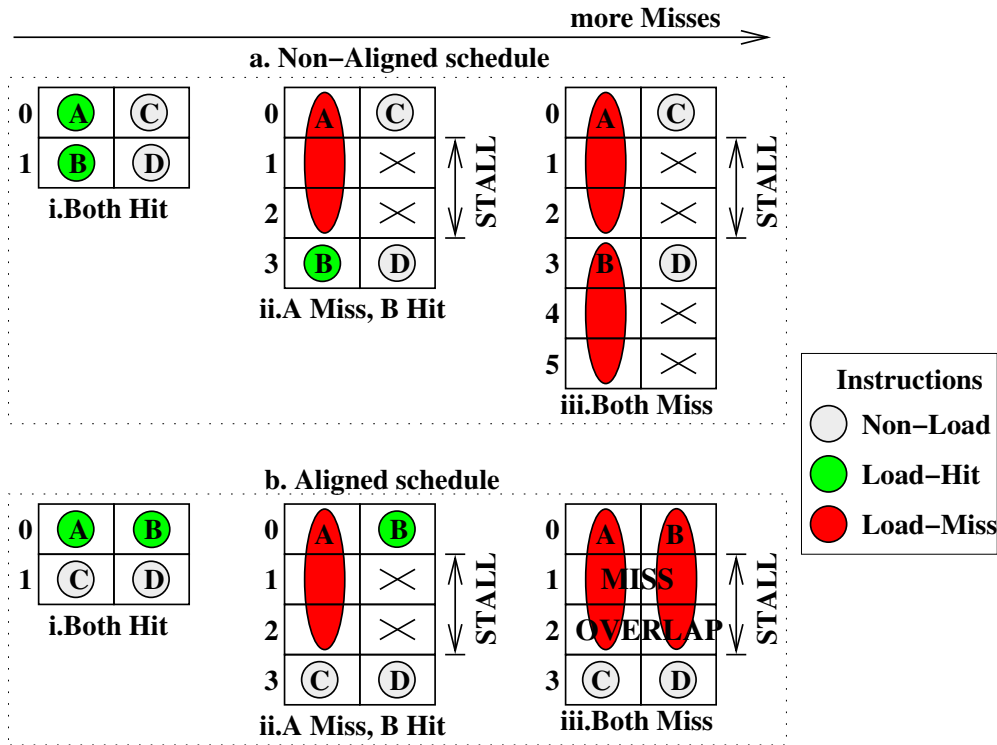 more Misses
a. Non-Aligned schedule
0 A C
1 B D
i.Both Hit
0 A C
1
2
3 B D
STALL
ii.A Miss, B Hit
0 A C
1
2
3 B D
4
5
STALL
iii.Both Miss
Instructions
Non-Load
Load-Hit
Load-Miss
b. Aligned schedule
0 A B
1 C D
i.Both Hit
0 A B
1
2
3 C D
STALL
ii.A Miss, B Hit
0 A B
1 MISS
2 OVERLAP
3 C D
STALL
iii.Both Miss